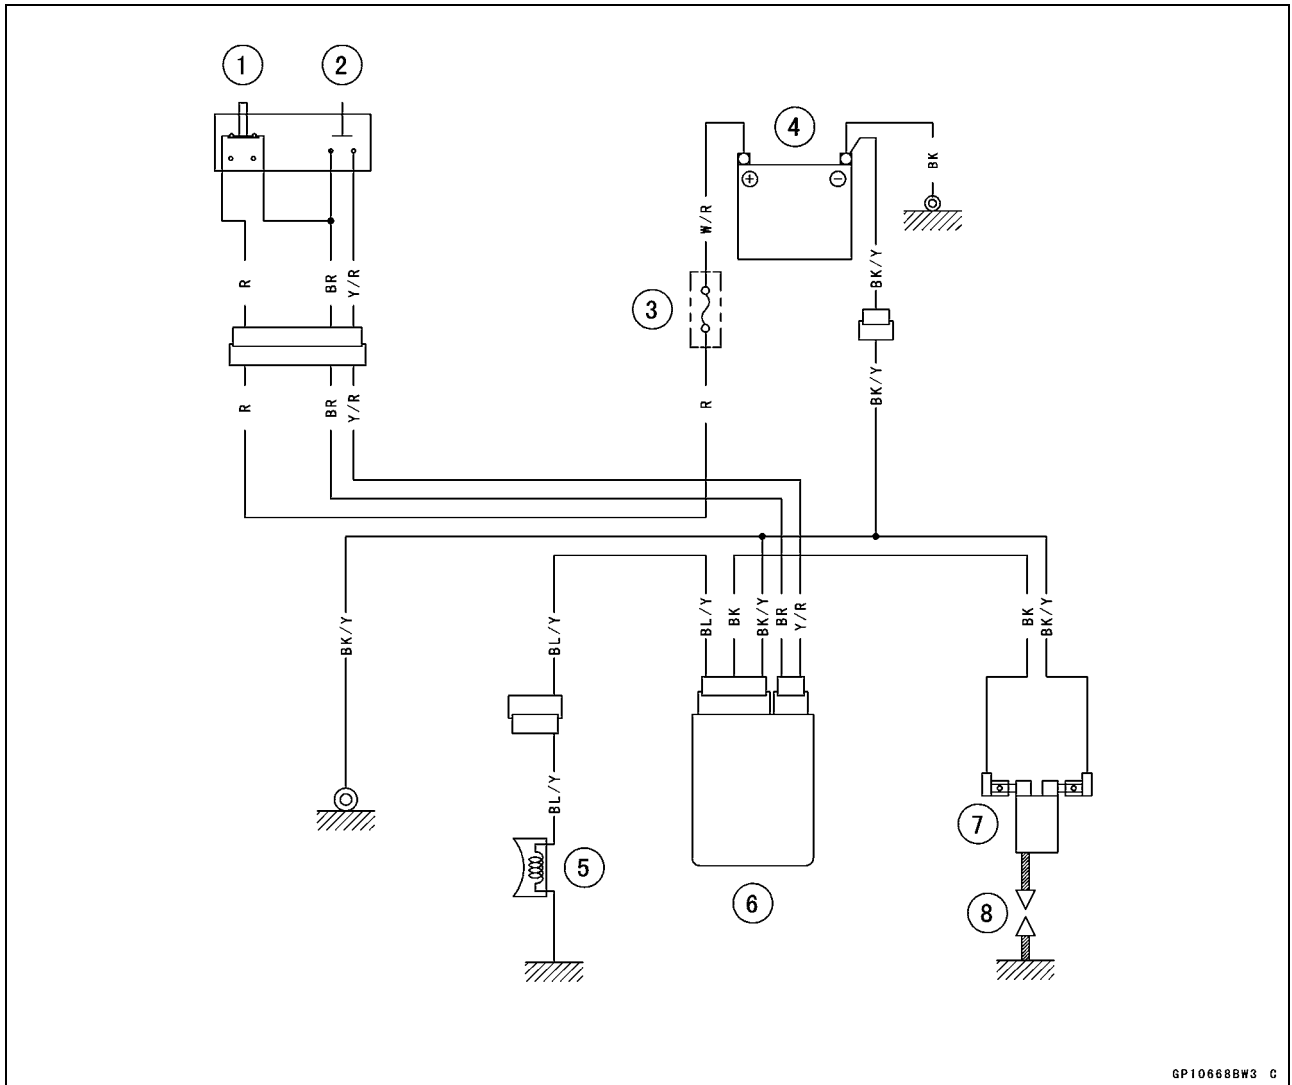 1 2
4
+ −
BK
W/R
BK/Y
R BR Y/R
3
BK/Y
R BR Y/R
R
BK/Y
BL/Y
BL/Y BK BK/Y BR Y/R
BK BK/Y
BL/Y
7
5
6
8
GP10668BW3 C